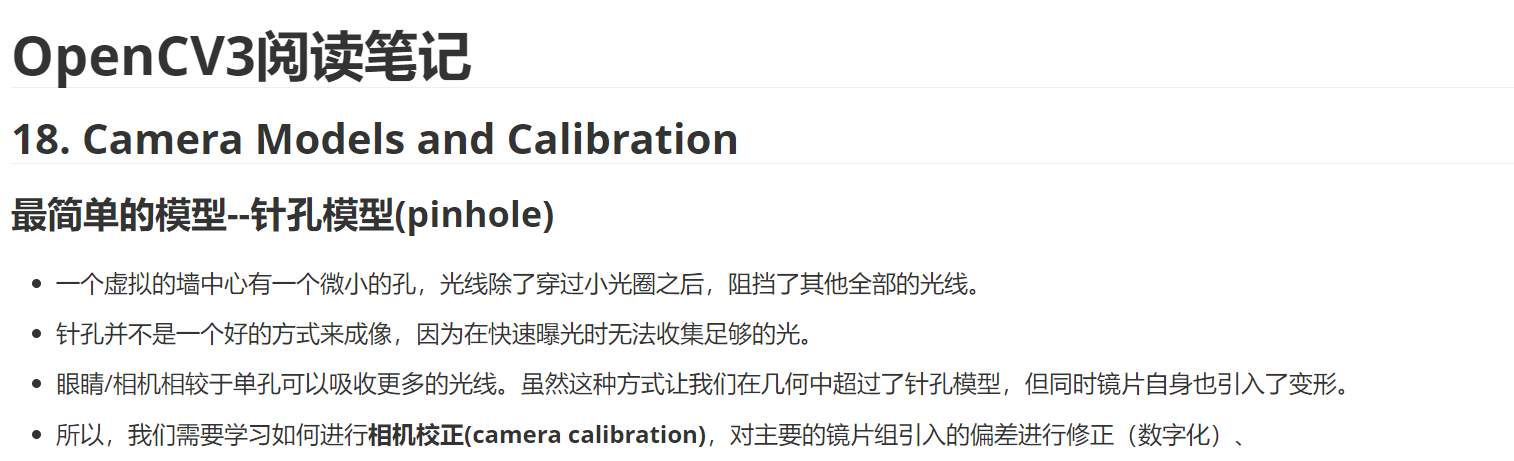 OpenCV3阅读笔记
18. Camera Models and Calibration
最简单的模型--针孔模型(pinhole)
一个虚拟的墙中心有一个微小的孔，光线除了穿过小光圈之后，阻挡了其他全部的光线。
针孔并不是一个好的方式来成像，因为在快速曝光时无法收集足够的光。
眼睛/相机相较于单孔可以吸收更多的光线。虽然这种方式让我们在几何中超过了针孔模型，但同时镜片自身也引入了变形。
所以，我们需要学习如何进行相机校正(camera calibration)，对主要的镜片组引入的偏差进行修正（数字化）、